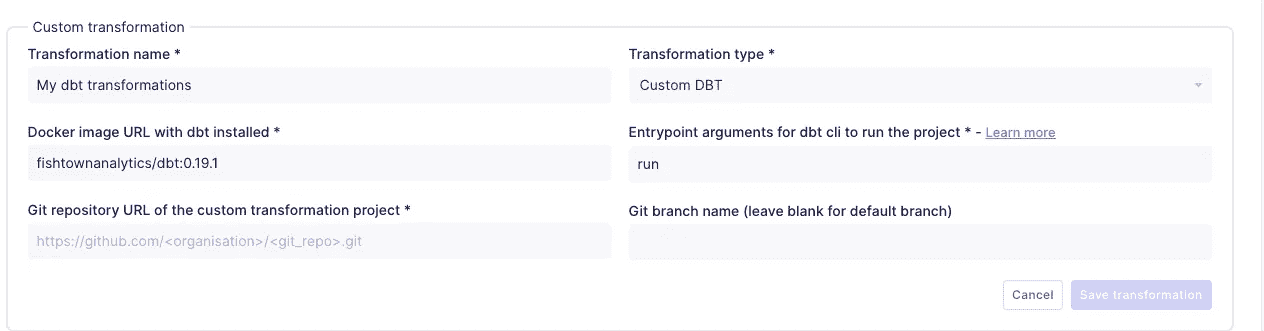 Custom transformation
Transformation name *
Transformation type *
My dbt transformations
Custom DBT
Docker image URL with dbt installed *
Entrypoint arguments for dbt cli to run the project * - Learn more
fishtownanalytics/dbt:0.19.1
run
Git repository URL of the custom transformation project *
Git branch name (leave blank for default branch)
https://github.com/<organisation>/<git_repo>.git
Cancel
Save transformation